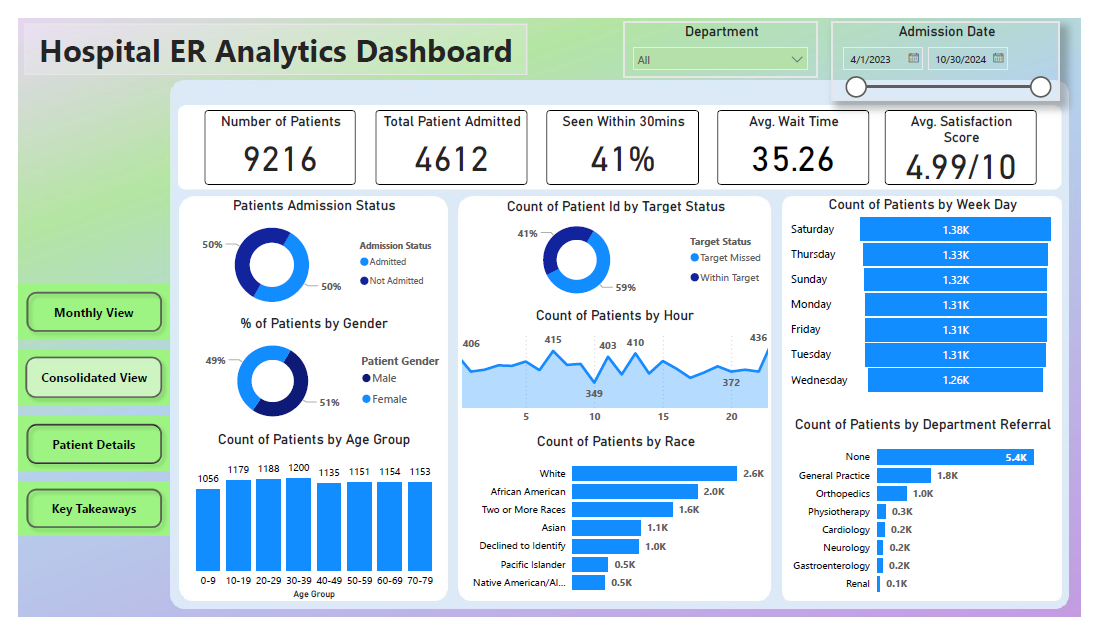 Hospital ER Analytics Dashboard
Department
All
Admission Date
4/1/2023
10/30/2024
Number of Patients
9216
Total Patient Admitted
4612
Seen Within 30mins
41%
Avg. Wait Time
35.26
Avg. Satisfaction
Score
4.99/10
Monthly View
Consolidated View
Patient Details
Key Takeaways
Patients Admission Status
50%
50%
Admission Status
Admitted
Not Admitted
% of Patients by Gender
49%
51%
Patient Gender
Male
Female
Count of Patients by Age Group
1056
1179
1188
1200
1135
1151
1154
1153
0-9
10-19
20-29
30-39
40-49
50-59
60-69
70-79
Age Group
Count of Patient Id by Target Status
41%
59%
Target Status
Target Missed
Within Target
Count of Patients by Hour
406
415
349
403
410
372
436
5
10
15
20
Count of Patients by Race
White 2.6K
African American 2.0K
Two or More Races 1.6K
Asian 1.1K
Declined to Identify 1.0K
Pacific Islander 0.5K
Native American/Al... 0.5K
Count of Patients by Week Day
Saturday 1.38K
Thursday 1.33K
Sunday 1.32K
Monday 1.31K
Friday 1.31K
Tuesday 1.31K
Wednesday 1.26K
Count of Patients by Department Referral
None 5.4K
General Practice 1.8K
Orthopedics 1.0K
Physiotherapy 0.3K
Cardiology 0.2K
Neurology 0.2K
Gastroenterology 0.2K
Renal 0.1K